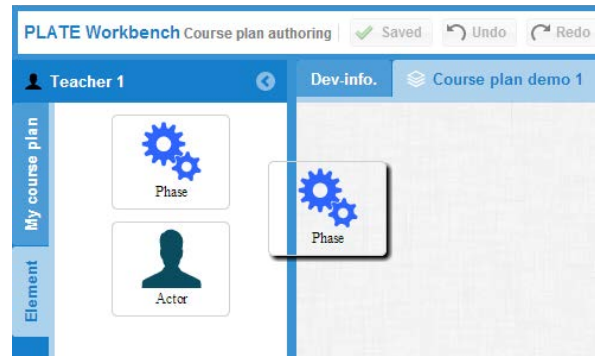 PLATE Workbench Course plan authoring Saved Undo Redo
Teacher 1
Dev-info. Course plan demo 1
My course plan
Element
Phase
Actor
Phase